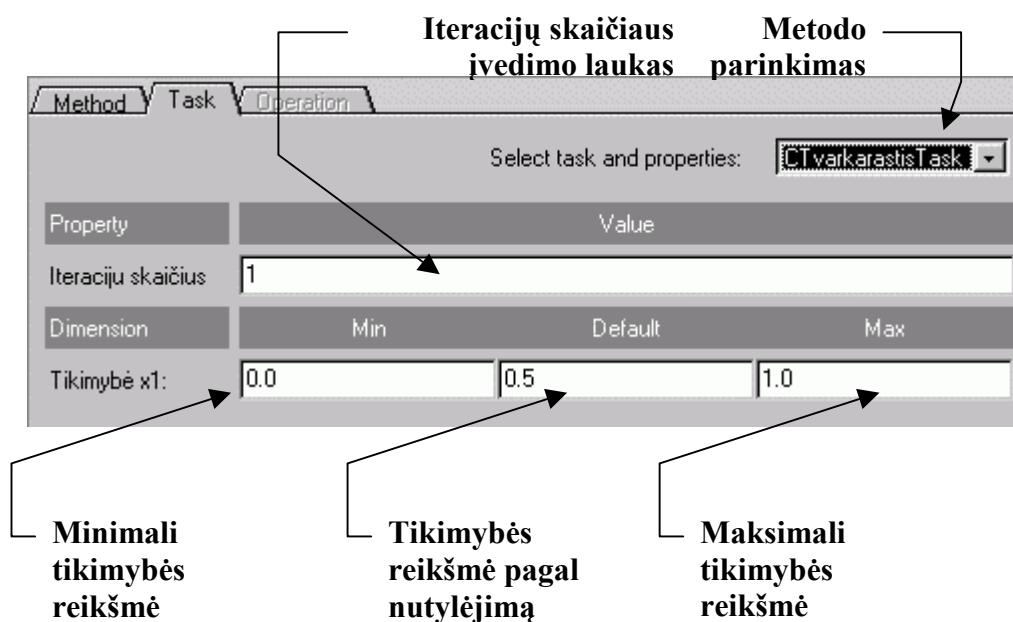 Iteracijų skaičiaus įvedimo laukas
Metodo parinkimas
Method Task Operation
Select task and properties: CTvarkarastisTask
Property Value
Iteraciju skaičius 1
Dimension Min Default Max
Tikimybė x1: 0.0 0.5 1.0
Minimali tikimybės reikšmė
Tikimybės reikšmė pagal nutylėjimą
Maksimali tikimybės reikšmė